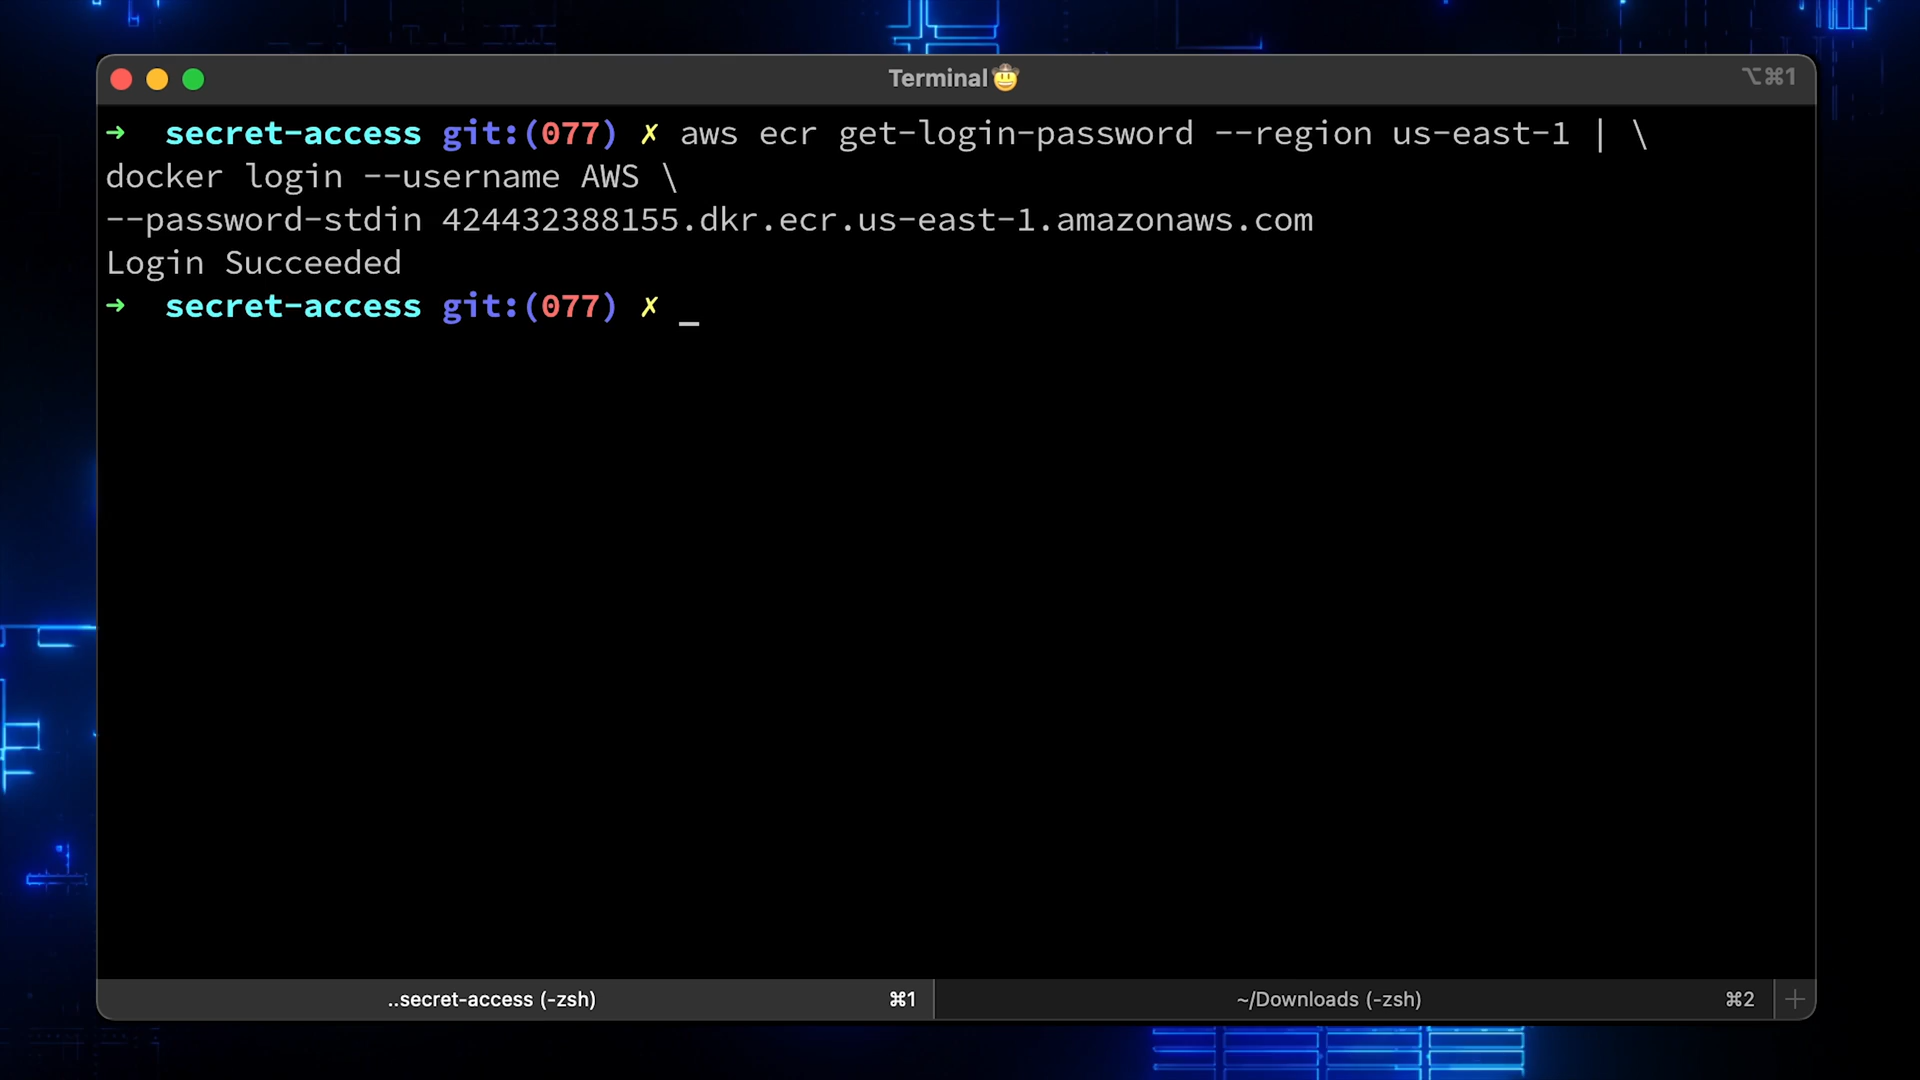 Terminal🤠
⌥⌘1
➜ secret-access git:(077) ✗ aws ecr get-login-password --region us-east-1 | \
docker login --username AWS \
--password-stdin 424432388155.dkr.ecr.us-east-1.amazonaws.com
Login Succeeded
➜ secret-access git:(077) ✗ _
..secret-access (-zsh) ⌘1
~/Downloads (-zsh) ⌘2 +